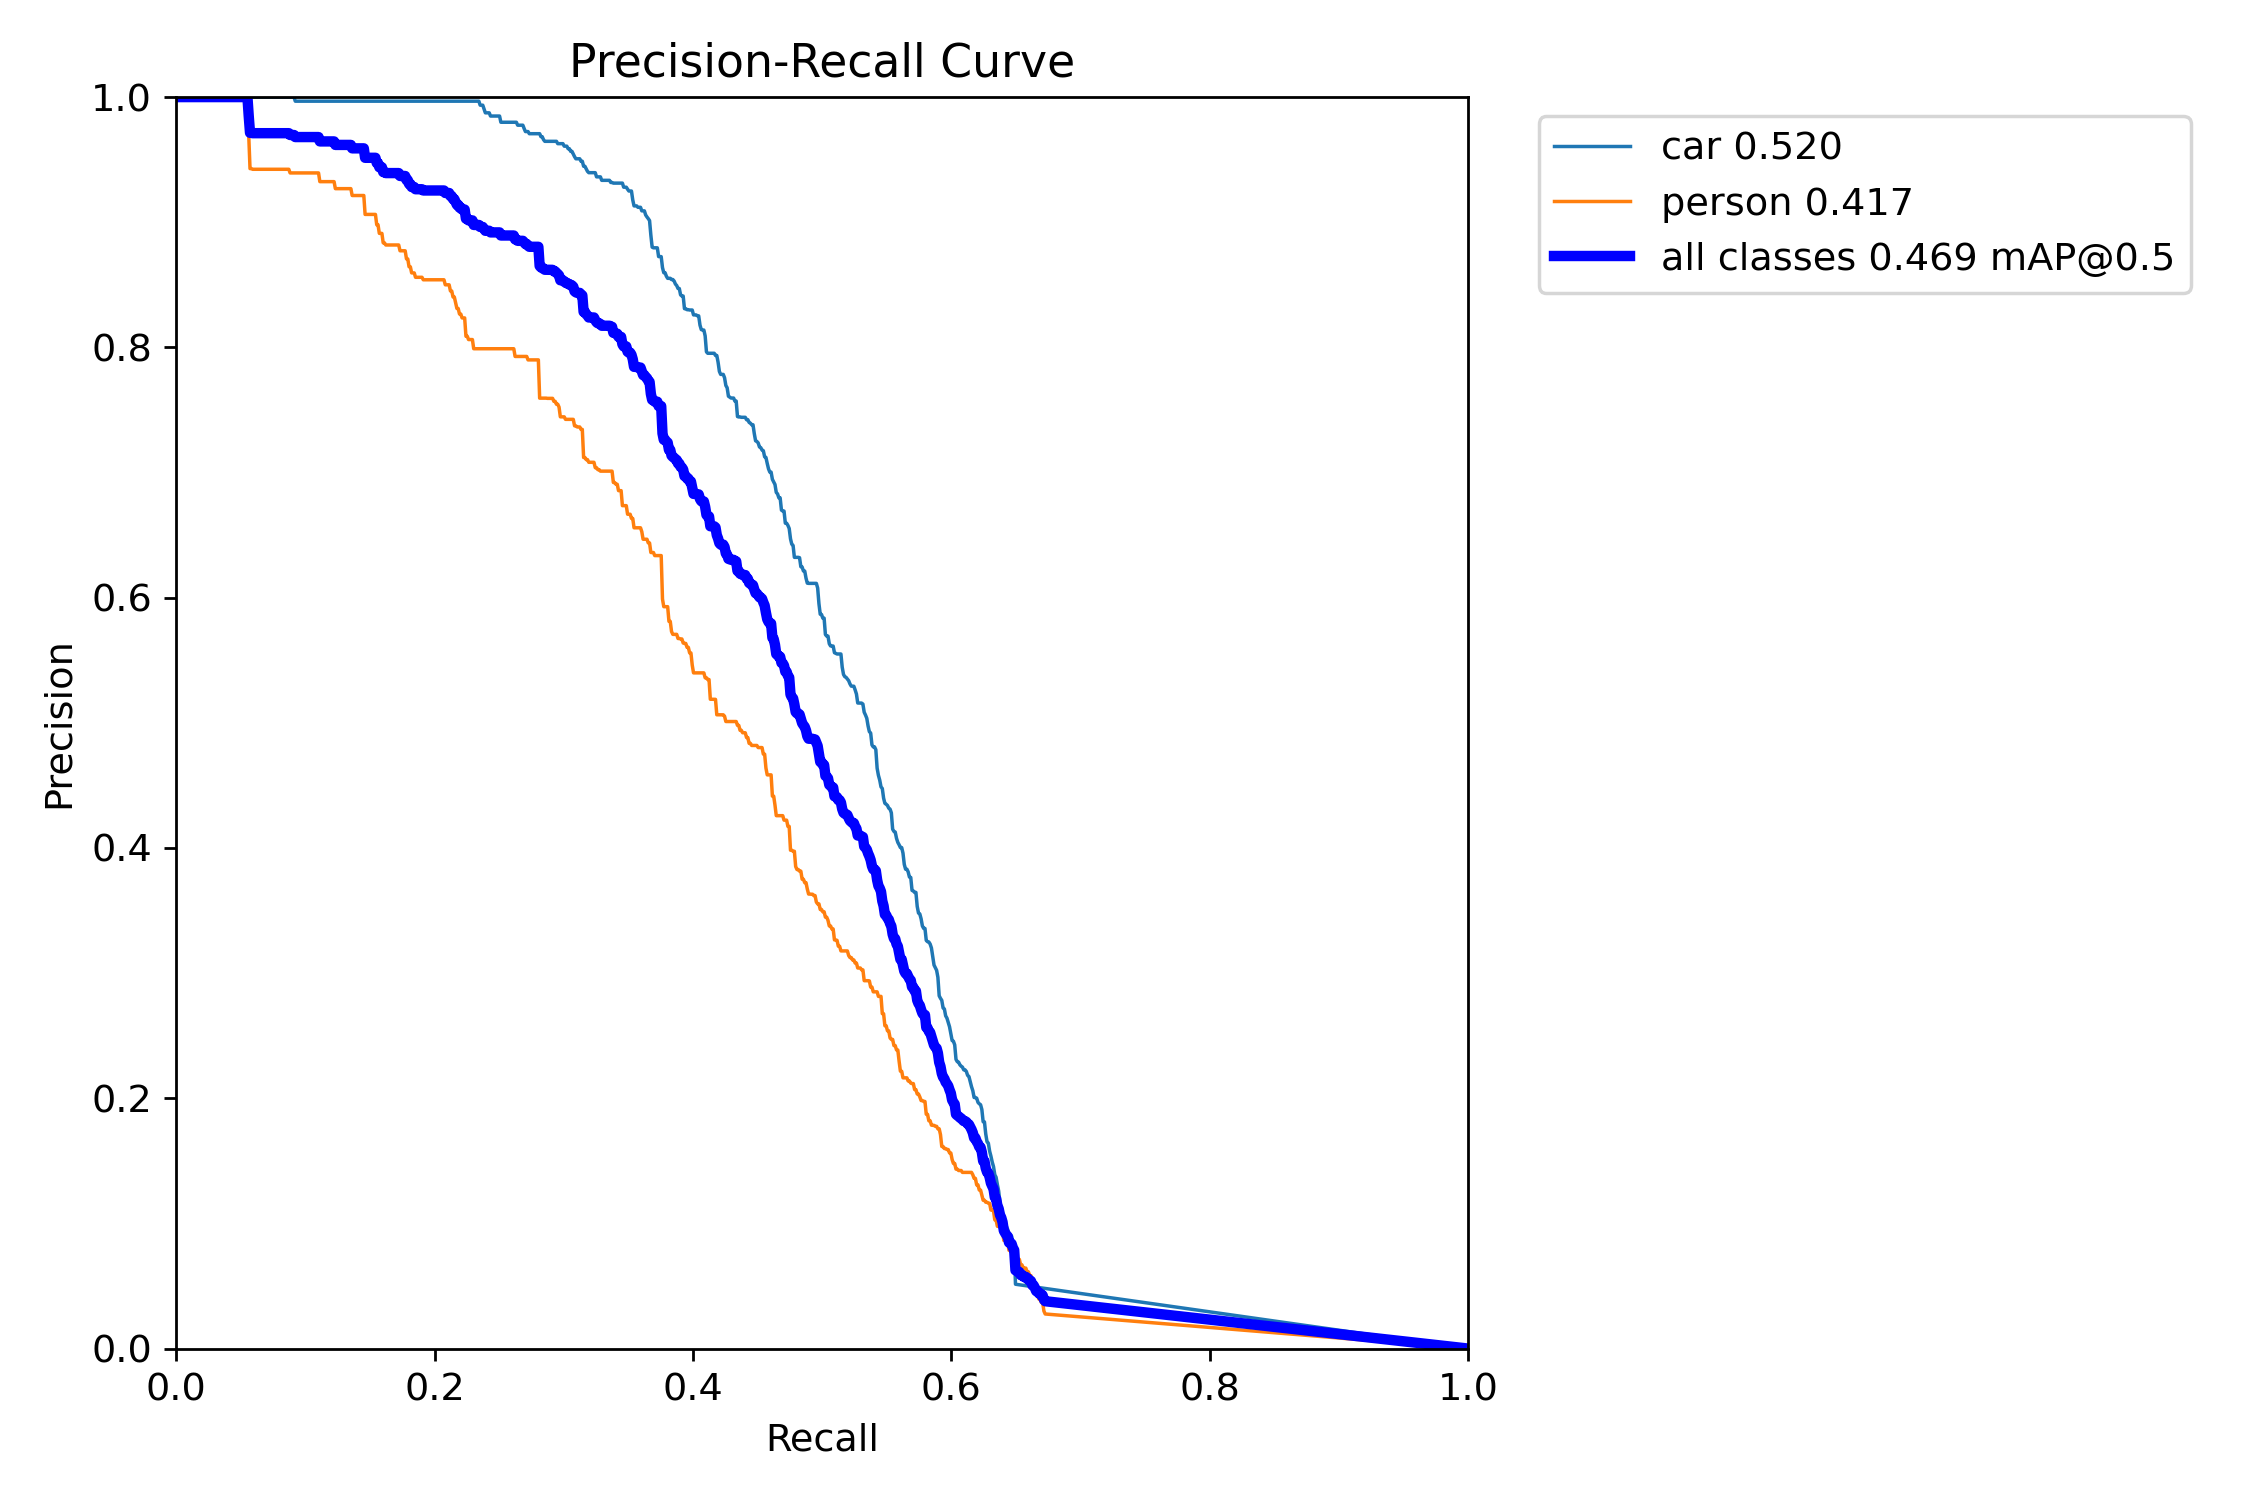 Precision-Recall Curve
1.0
0.8
0.6
0.4
0.2
0.0
Precision
0.0 0.2 0.4 0.6 0.8 1.0
Recall
car 0.520
person 0.417
all classes 0.469 mAP@0.5